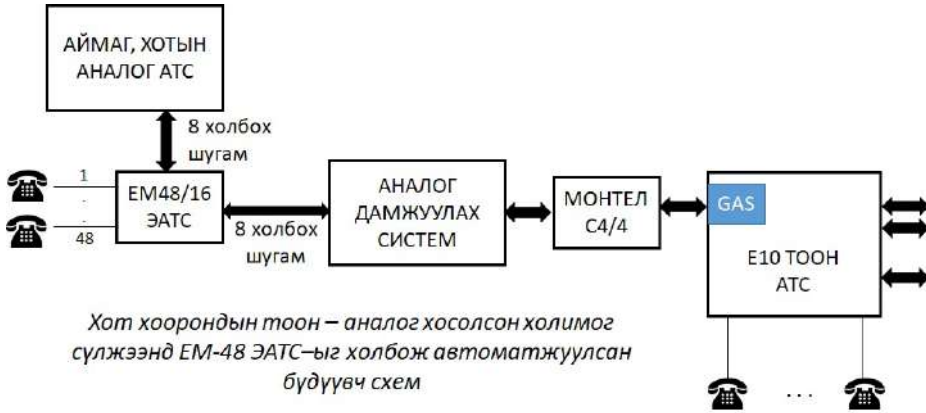 АЙМАГ, ХОТЫН
АНАЛОГ АТС
8 холбох
шугам
1
.
.
48
ЕМ48/16
ЭАТС
8 холбох
шугам
АНАЛОГ
ДАМЖУУЛАХ
СИСТЕМ
МОНТЕЛ
С4/4
GAS
Е10 ТООН
АТС
Хот хоорондын тоон – аналог хосолсон холимог
сүлжээнд ЕМ-48 ЭАТС–ыг холбож автоматжуулсан
бүдүүвч схем
. . .